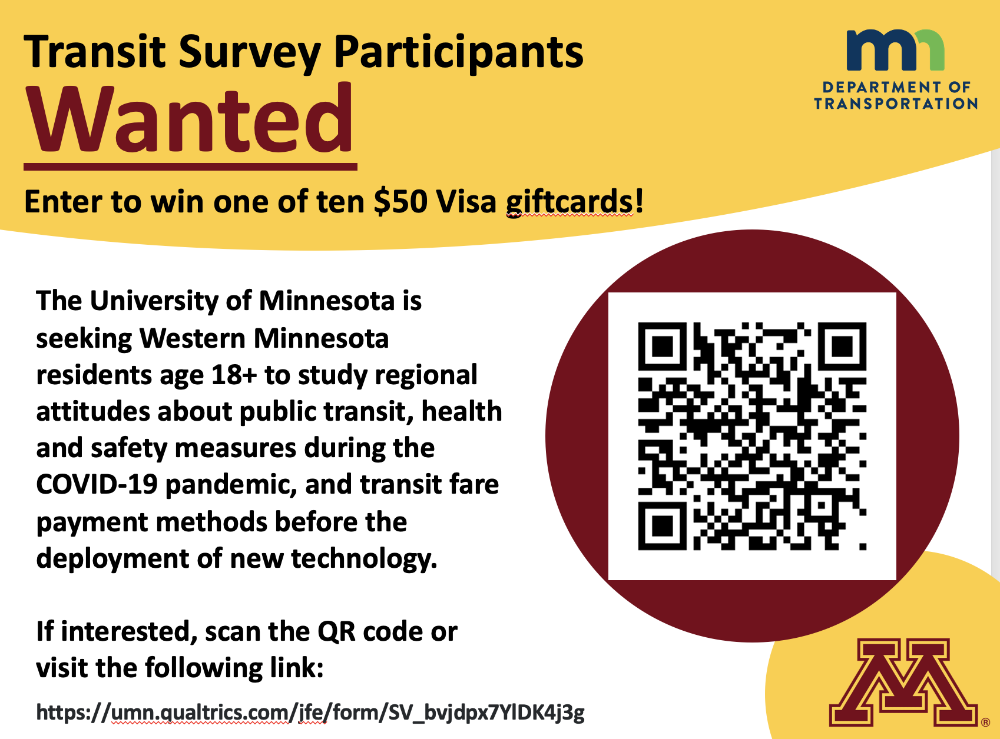 Transit Survey Participants
Wanted
Enter to win one of ten $50 Visa giftcards!
mn
DEPARTMENT OF
TRANSPORTATION
The University of Minnesota is
seeking Western Minnesota
residents age 18+ to study regional
attitudes about public transit, health
and safety measures during the
COVID-19 pandemic, and transit fare
payment methods before the
deployment of new technology.
If interested, scan the QR code or
visit the following link:
https://umn.qualtrics.com/jfe/form/SV_bvjdpx7YlDK4j3g
M®